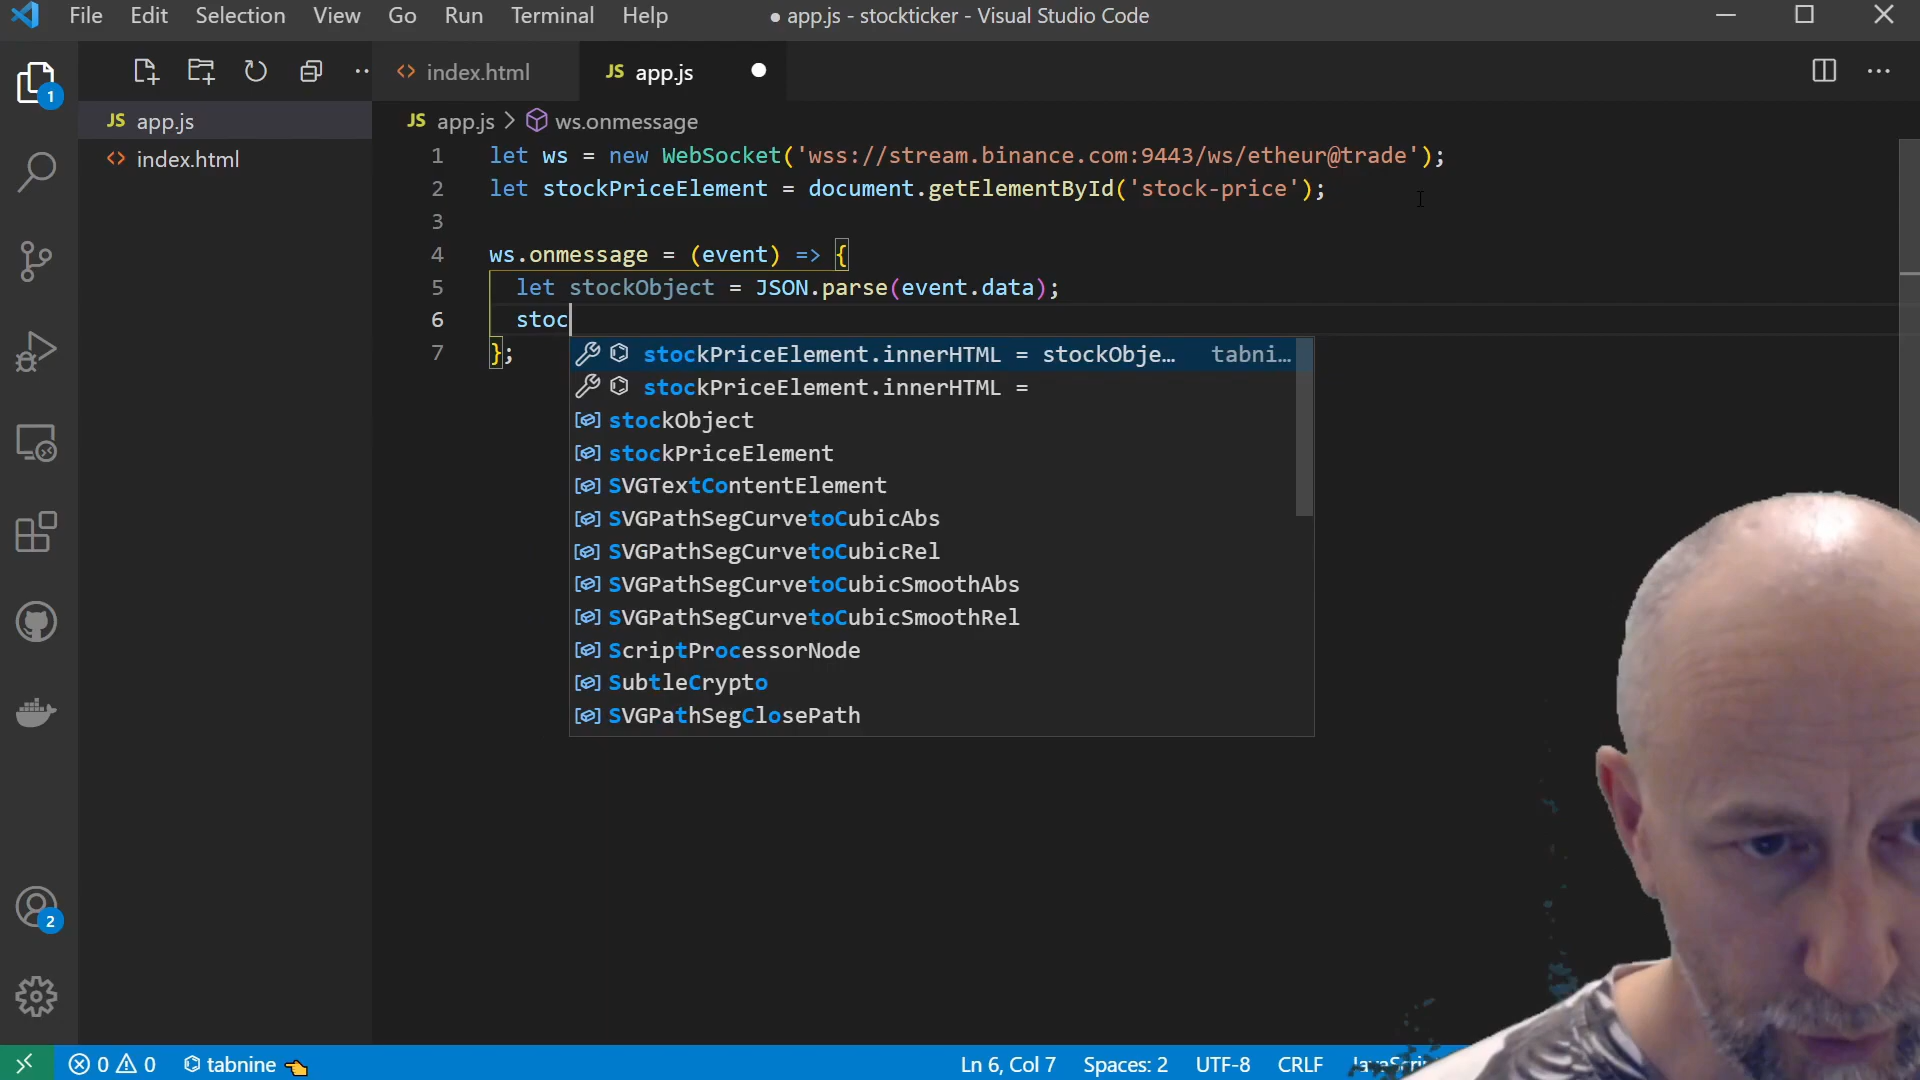 File Edit Selection View Go Run Terminal Help ● app.js - stockticker - Visual Studio Code
index.html
JS app.js
1
JS app.js
index.html
JS app.js > ws.onmessage
1 let ws = new WebSocket('wss://stream.binance.com:9443/ws/etheur@trade');
2 let stockPriceElement = document.getElementById('stock-price');
3
4 ws.onmessage = (event) => {
5 let stockObject = JSON.parse(event.data);
6 stoc
7 };
stockPriceElement.innerHTML = stockObje… tabni…
stockPriceElement.innerHTML =
stockObject
stockPriceElement
SVGTextContentElement
SVGPathSegCurvetoCubicAbs
SVGPathSegCurvetoCubicRel
SVGPathSegCurvetoCubicSmoothAbs
SVGPathSegCurvetoCubicSmoothRel
ScriptProcessorNode
SubtleCrypto
SVGPathSegClosePath
2
0 0 tabnine Ln 6, Col 7 Spaces: 2 UTF-8 CRLF